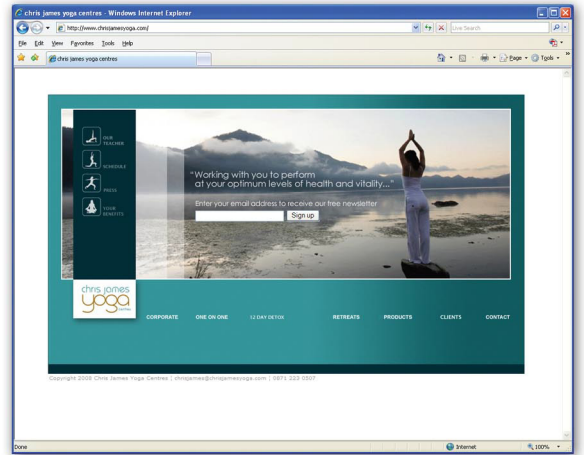 chris james yoga centres - Windows Internet Explorer
http://www.chrisjamesyoga.com/
Live Search
File Edit View Favorites Tools Help
chris james yoga centres
Page Tools
OUR
TEACHER
SCHEDULE
PRESS
YOUR
BENEFITS
"Working with you to perform
at your optimum levels of health and vitality..."
Enter your email address to receive our free newsletter
Sign up
chris james
yoga
CORPORATE ONE ON ONE 12 DAY DETOX RETREATS PRODUCTS CLIENTS CONTACT
Copyright 2008 Chris James Yoga Centres | chrisjames@chrisjamesyoga.com | 0871 223 0307
Done Internet 100%